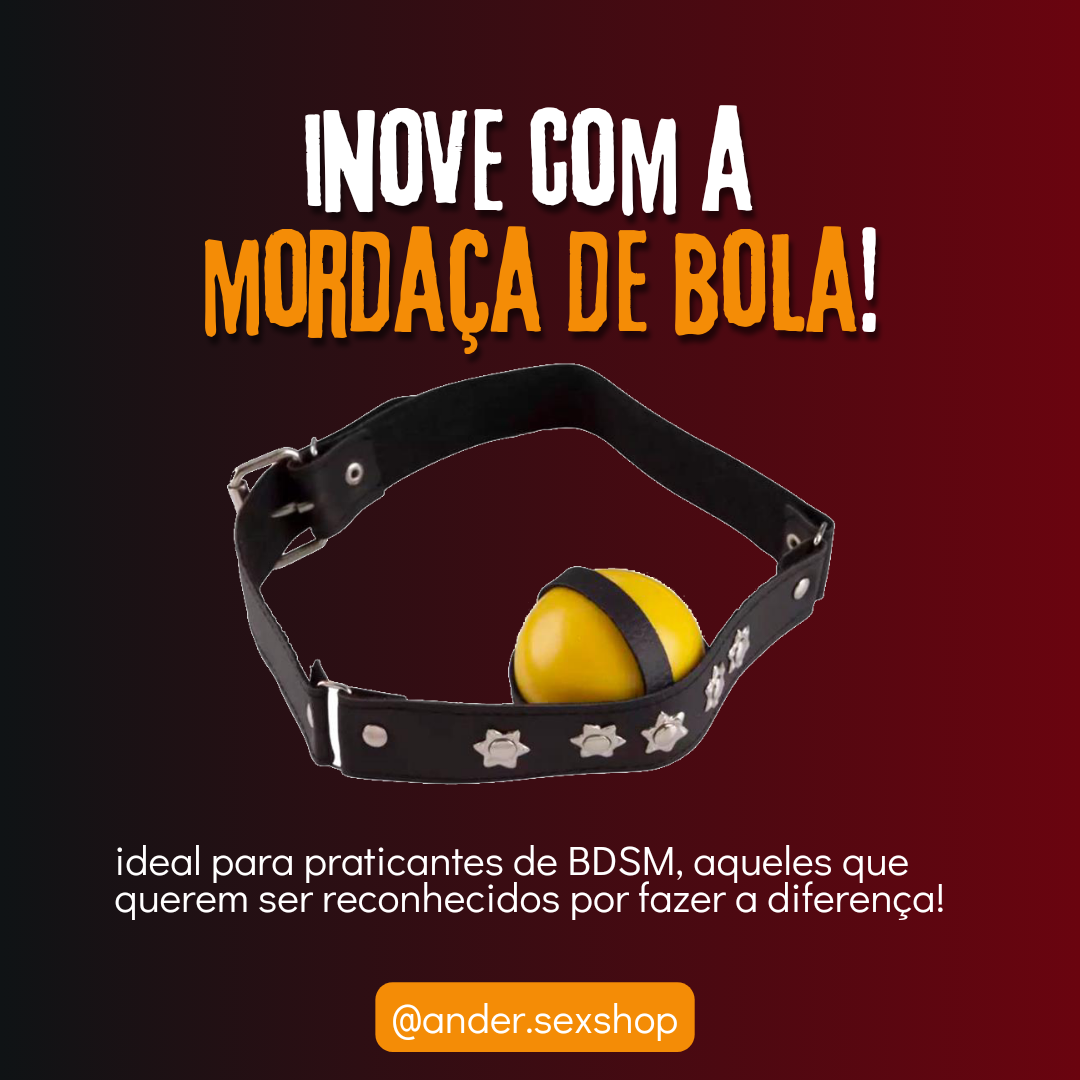 INOVE COM A
MORDAÇA DE BOLA!
ideal para praticantes de BDSM, aqueles que
querem ser reconhecidos por fazer a diferença!
@ander.sexshop